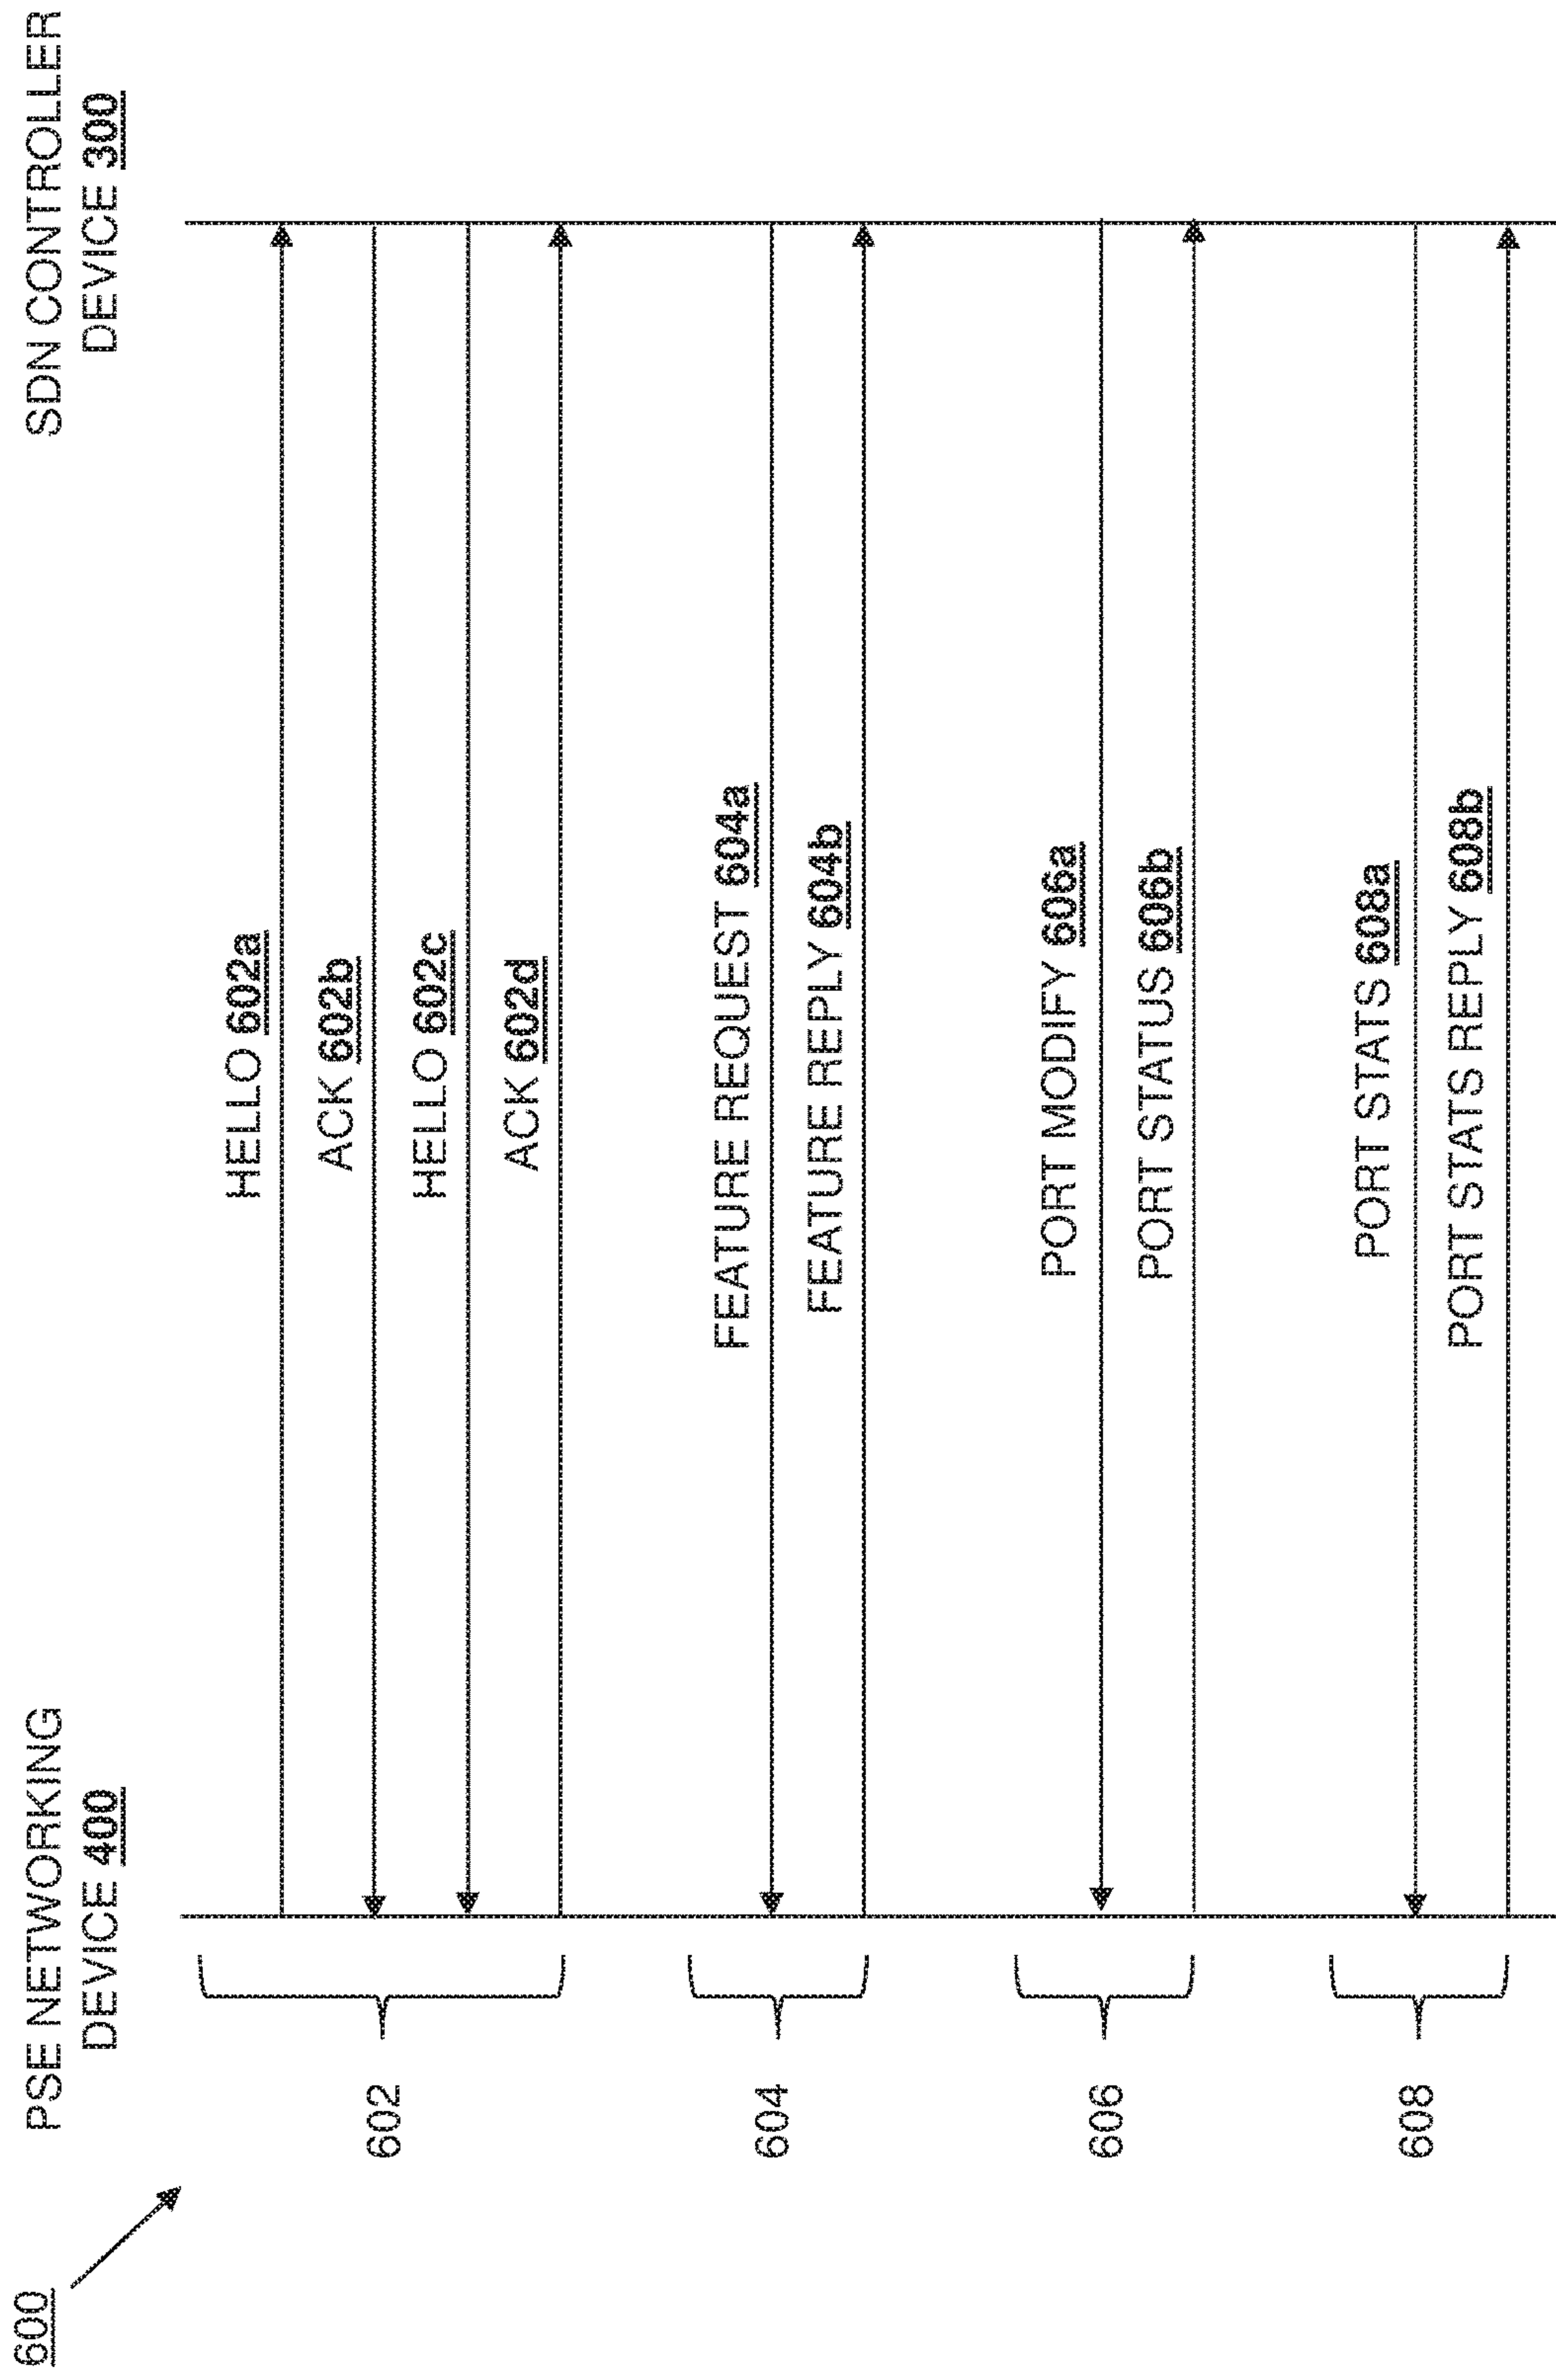 600
PSE NETWORKING
DEVICE 400
SDN CONTROLLER
DEVICE 300
602
HELLO 602a
ACK 602b
HELLO 602c
ACK 602d
604
FEATURE REQUEST 604a
FEATURE REPLY 604b
606
PORT MODIFY 606a
PORT STATUS 606b
608
PORT STATS 608a
PORT STATS REPLY 608b